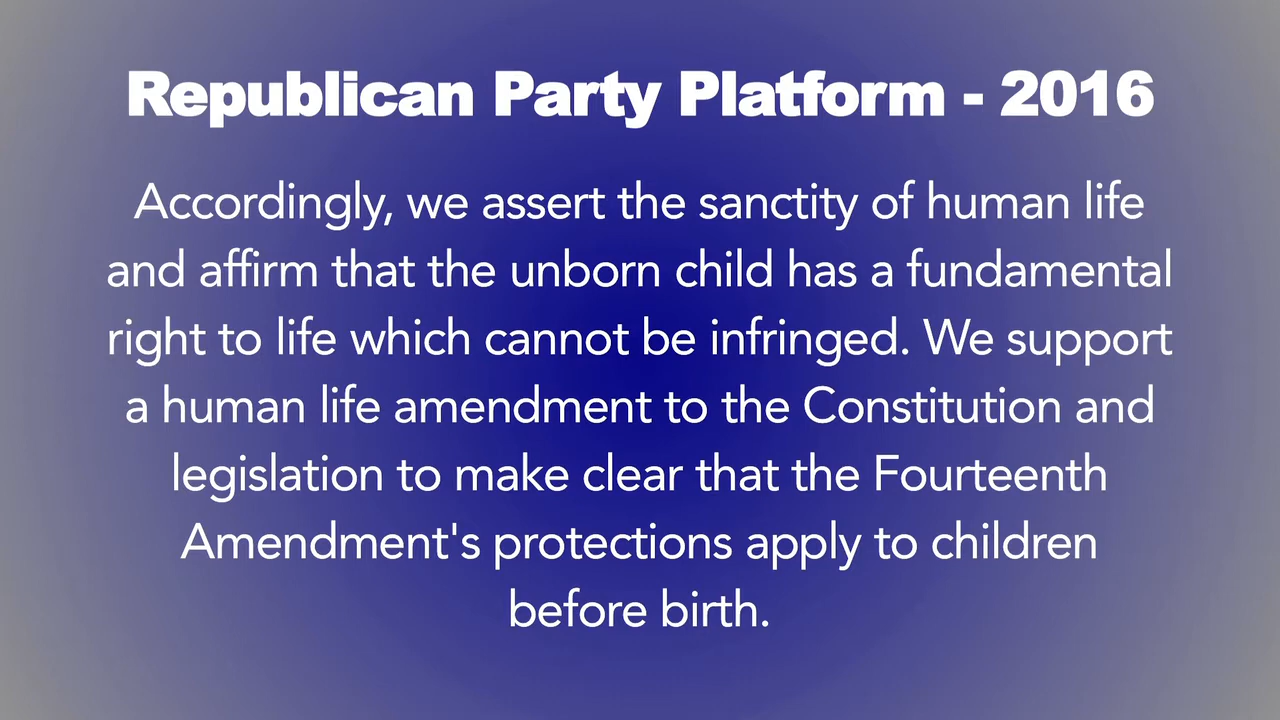 Republican Party Platform - 2016
Accordingly, we assert the sanctity of human life
and affirm that the unborn child has a fundamental
right to life which cannot be infringed. We support
a human life amendment to the Constitution and
legislation to make clear that the Fourteenth
Amendment's protections apply to children
before birth.